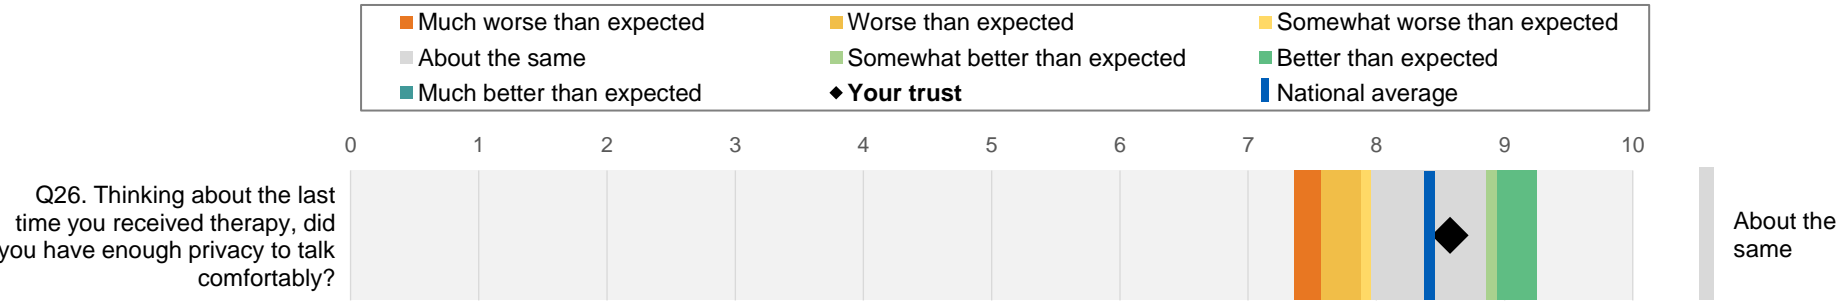 Much worse than expected
Worse than expected
Somewhat worse than expected
About the same
Somewhat better than expected
Better than expected
Much better than expected
Your trust
National average
0 1 2 3 4 5 6 7 8 9 10
Q26. Thinking about the last
time you received therapy, did
you have enough privacy to talk
comfortably?
About the
same